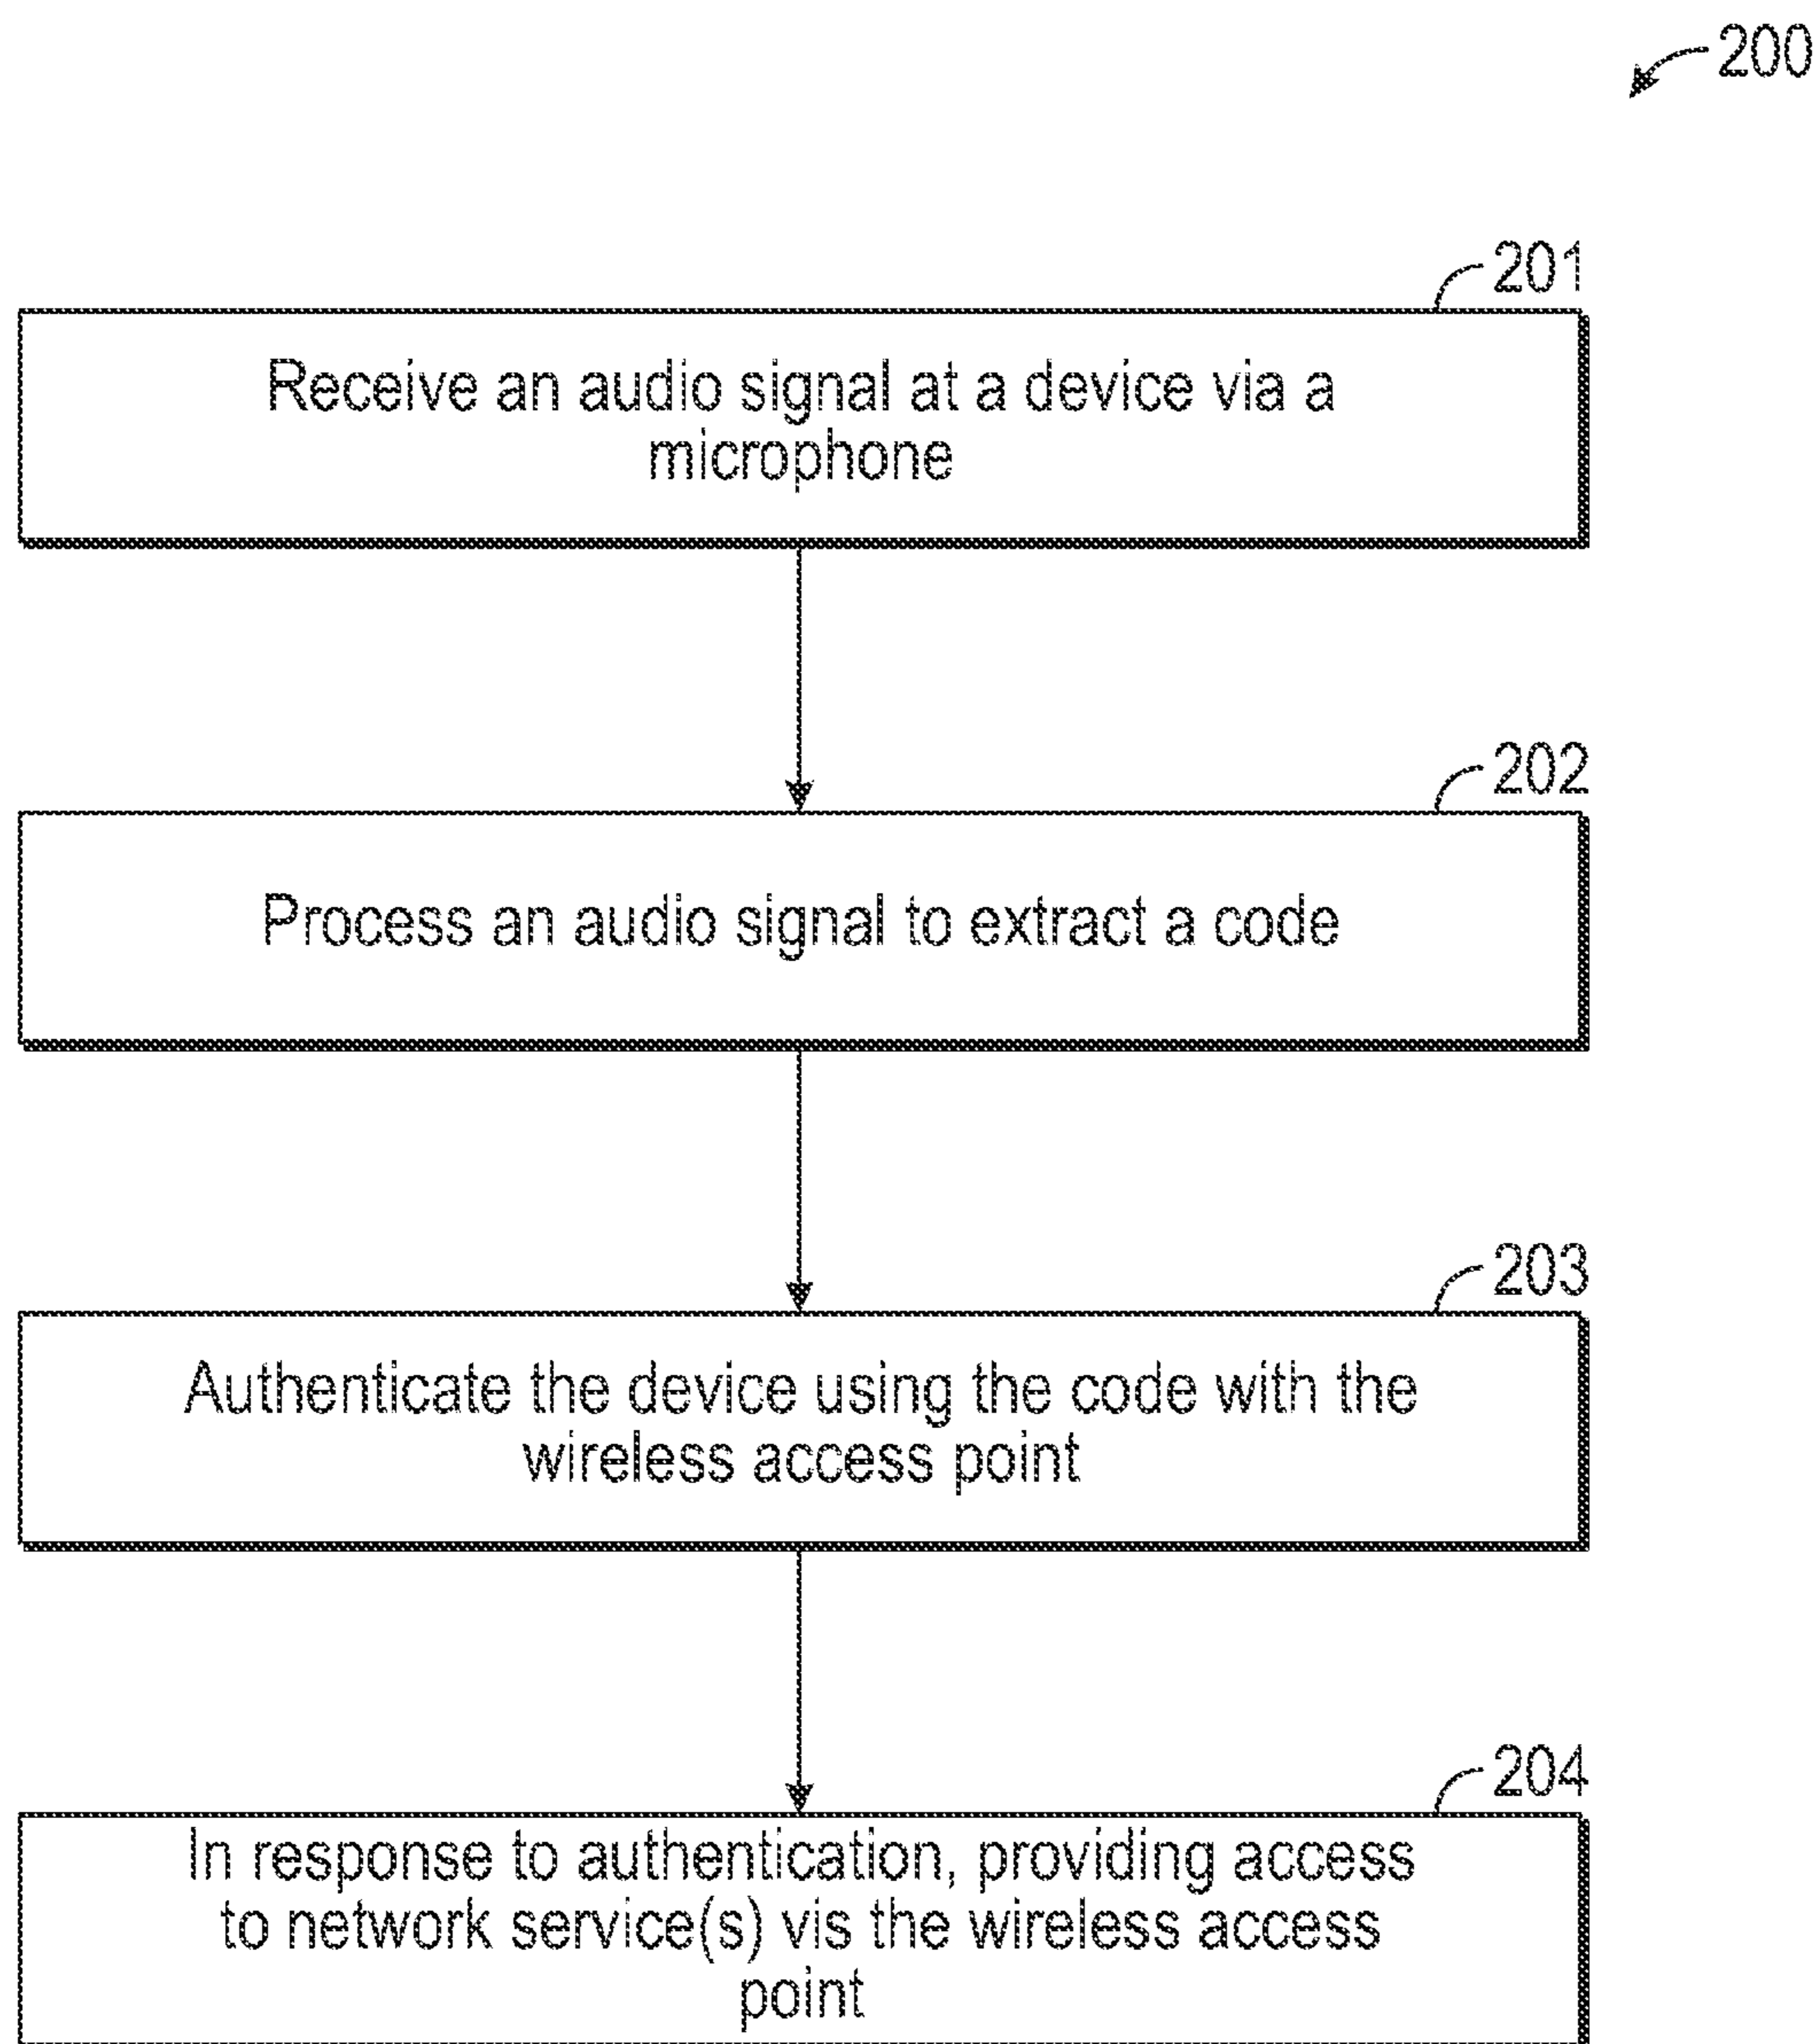 200
201
Receive an audio signal at a device via a
microphone
202
Process an audio signal to extract a code
203
Authenticate the device using the code with the
wireless access point
204
In response to authentication, providing access
to network service(s) vis the wireless access
point